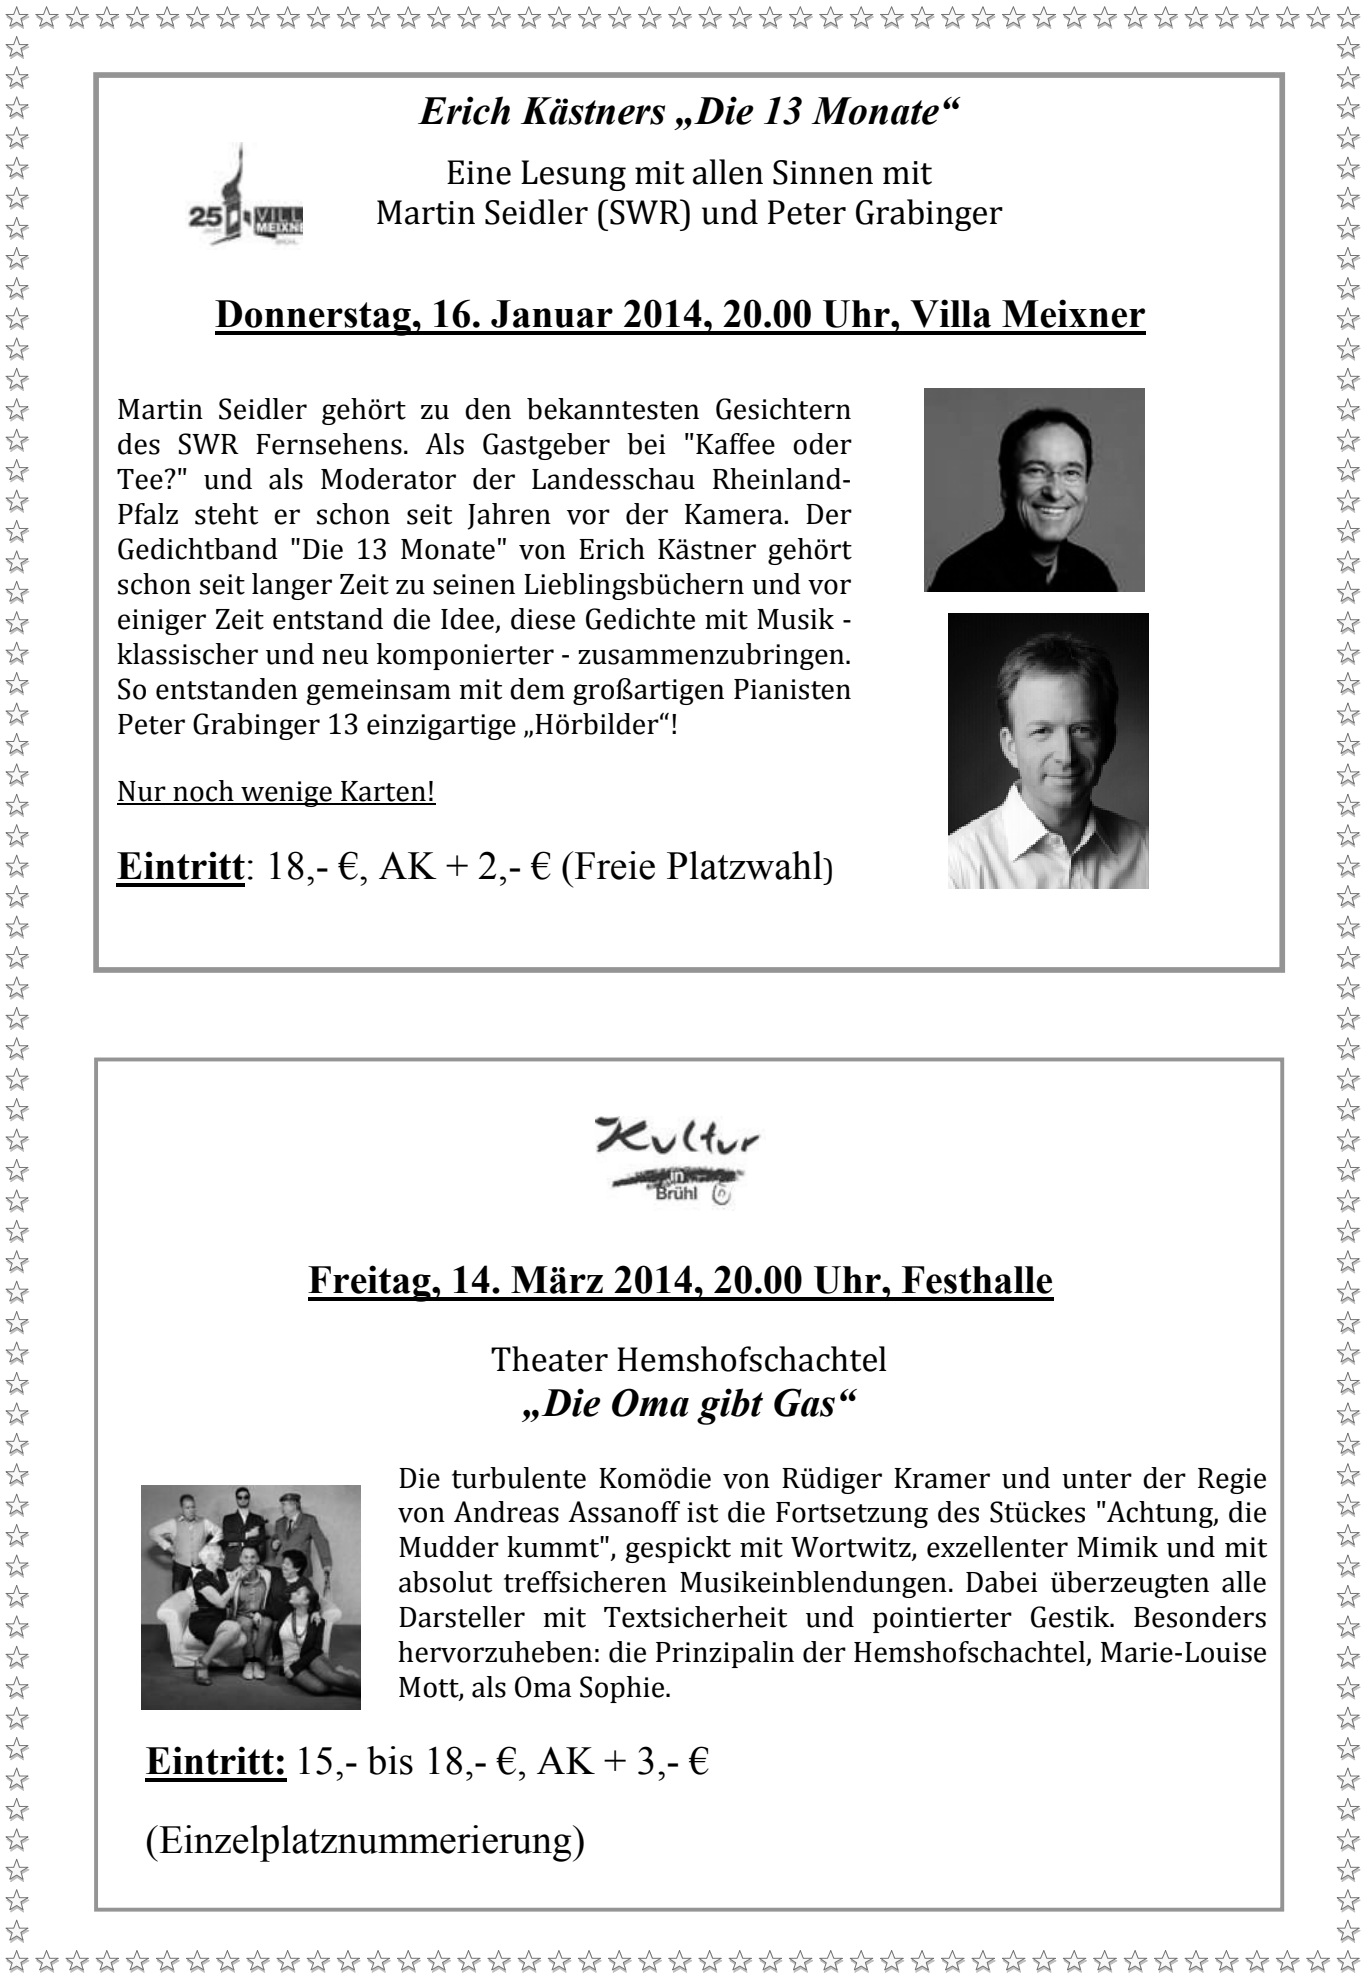 Erich Kästners „Die 13 Monate“
Eine Lesung mit allen Sinnen mit
Martin Seidler (SWR) und Peter Grabinger
25 VILL
MEIXNE
BRÜHL
Donnerstag, 16. Januar 2014, 20.00 Uhr, Villa Meixner
Martin Seidler gehört zu den bekanntesten Gesichtern
des SWR Fernsehens. Als Gastgeber bei "Kaffee oder
Tee?" und als Moderator der Landesschau Rheinland-
Pfalz steht er schon seit Jahren vor der Kamera. Der
Gedichtband "Die 13 Monate" von Erich Kästner gehört
schon seit langer Zeit zu seinen Lieblingsbüchern und vor
einiger Zeit entstand die Idee, diese Gedichte mit Musik -
klassischer und neu komponierter - zusammenzubringen.
So entstanden gemeinsam mit dem großartigen Pianisten
Peter Grabinger 13 einzigartige „Hörbilder“!
Nur noch wenige Karten!
Eintritt: 18,- €, AK + 2,- € (Freie Platzwahl)
Kultur
in
Brühl
Freitag, 14. März 2014, 20.00 Uhr, Festhalle
Theater Hemshofschachtel
„Die Oma gibt Gas“
Die turbulente Komödie von Rüdiger Kramer und unter der Regie
von Andreas Assanoff ist die Fortsetzung des Stückes "Achtung, die
Mudder kummt", gespickt mit Wortwitz, exzellenter Mimik und mit
absolut treffsicheren Musikeinblendungen. Dabei überzeugten alle
Darsteller mit Textsicherheit und pointierter Gestik. Besonders
hervorzuheben: die Prinzipalin der Hemshofschachtel, Marie-Louise
Mott, als Oma Sophie.
Eintritt: 15,- bis 18,- €, AK + 3,- €
(Einzelplatznummerierung)